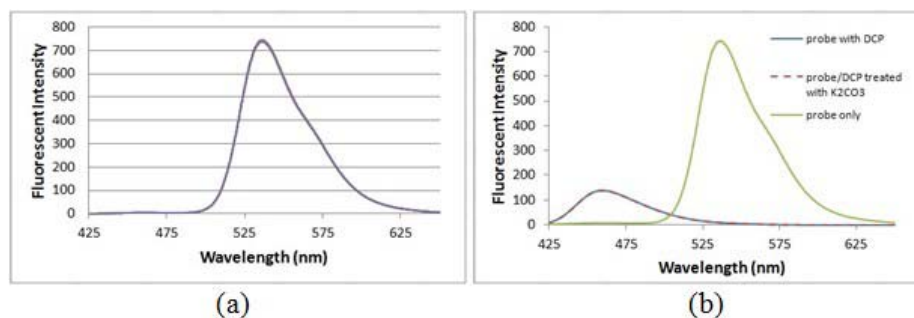 800
700
600
500
400
300
200
100
0
Fluorescent Intensity
425
475
525
575
625
Wavelength (nm)
(a)
800
700
600
500
400
300
200
100
0
Fluorescent Intensity
probe with DCP
probe/DCP treated
with K2CO3
probe only
425
475
525
575
625
Wavelength (nm)
(b)